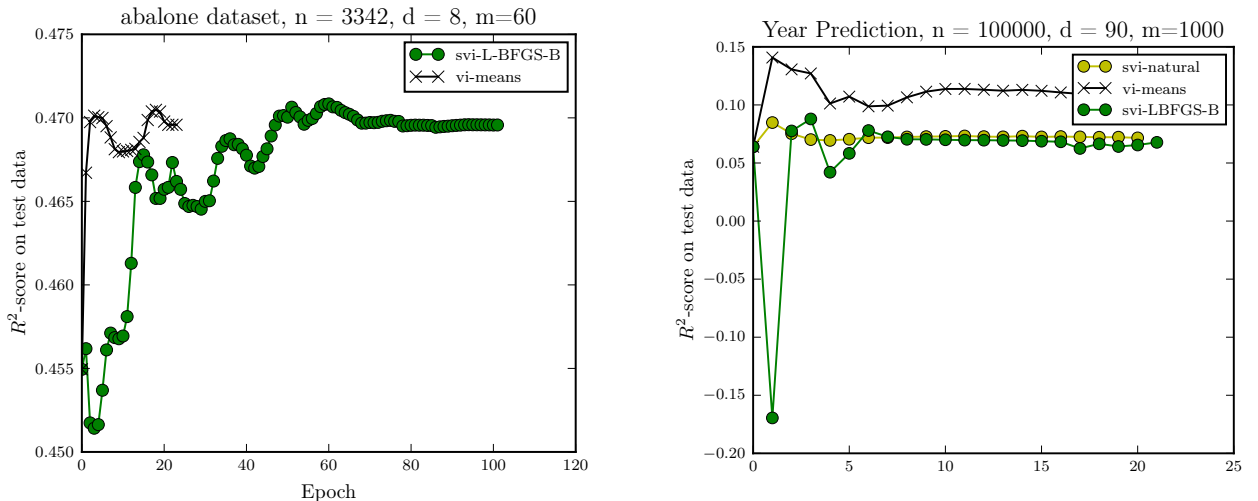 abalone dataset, n = 3342, d = 8, m=60
0.475
0.470
0.465
0.460
0.455
0.450
R²-score on test data
svi-L-BFGS-B
vi-means
0
20
40
60
80
100
120
Epoch
Year Prediction, n = 100000, d = 90, m=1000
0.15
0.10
0.05
0.00
−0.05
−0.10
−0.15
−0.20
R²-score on test data
svi-natural
vi-means
svi-LBFGS-B
0
5
10
15
20
25